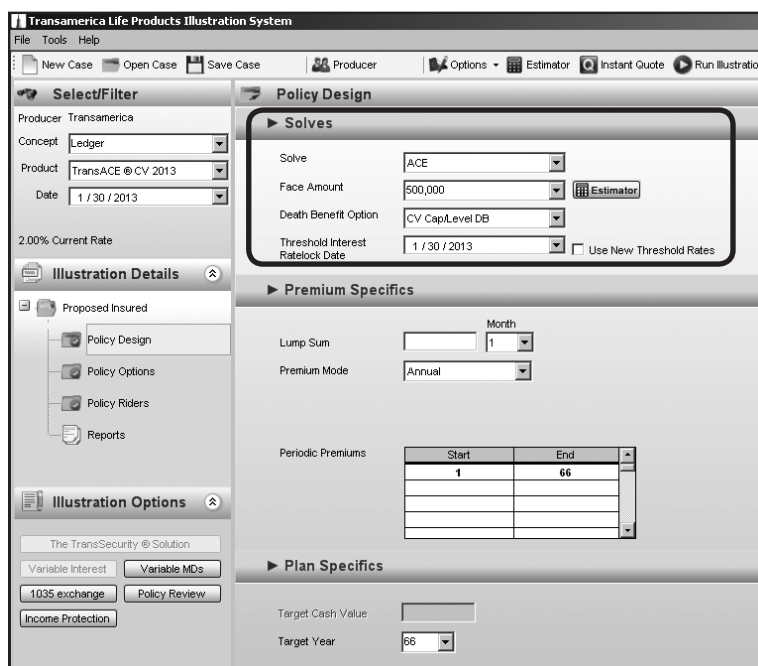 Transamerica Life Products Illustration System
File Tools Help
New Case Open Case Save Case Producer Options Estimator Instant Quote Run Illustratio
Select/Filter
Producer Transamerica
Concept Ledger
Product TransACE ® CV 2013
Date 1 / 30 / 2013
2.00% Current Rate
Illustration Details
Proposed Insured
Policy Design
Policy Options
Policy Riders
Reports
Illustration Options
The TransSecurity ® Solution
Variable Interest Variable MDs
1035 exchange Policy Review
Income Protection
Policy Design
Solves
Solve ACE
Face Amount 500,000 Estimator
Death Benefit Option CV Cap/Level DB
Threshold Interest
Ratelock Date 1 / 30 / 2013 Use New Threshold Rates
Premium Specifics
Month
Lump Sum 1
Premium Mode Annual
Periodic Premiums Start End
1 66
Plan Specifics
Target Cash Value
Target Year 66